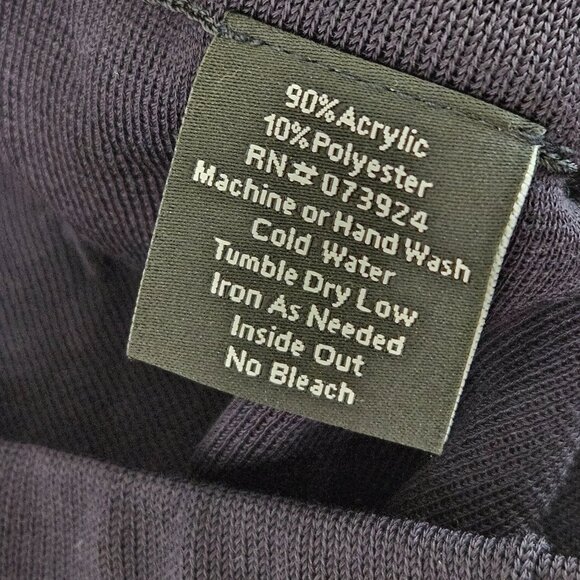 90%Acrylic
10%Polyester
RN# 073924
Machine or Hand Wash
Cold Water
Tumble Dry Low
Iron As Needed
Inside Out
No Bleach